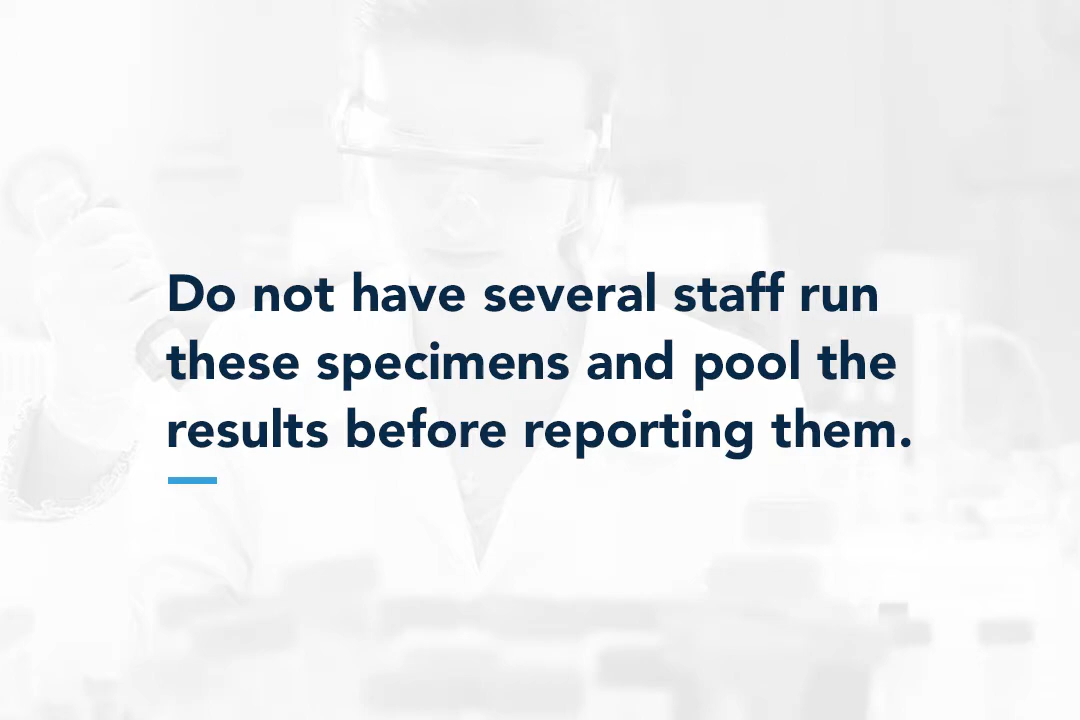 Do not have several staff run
these specimens and pool the
results before reporting them.